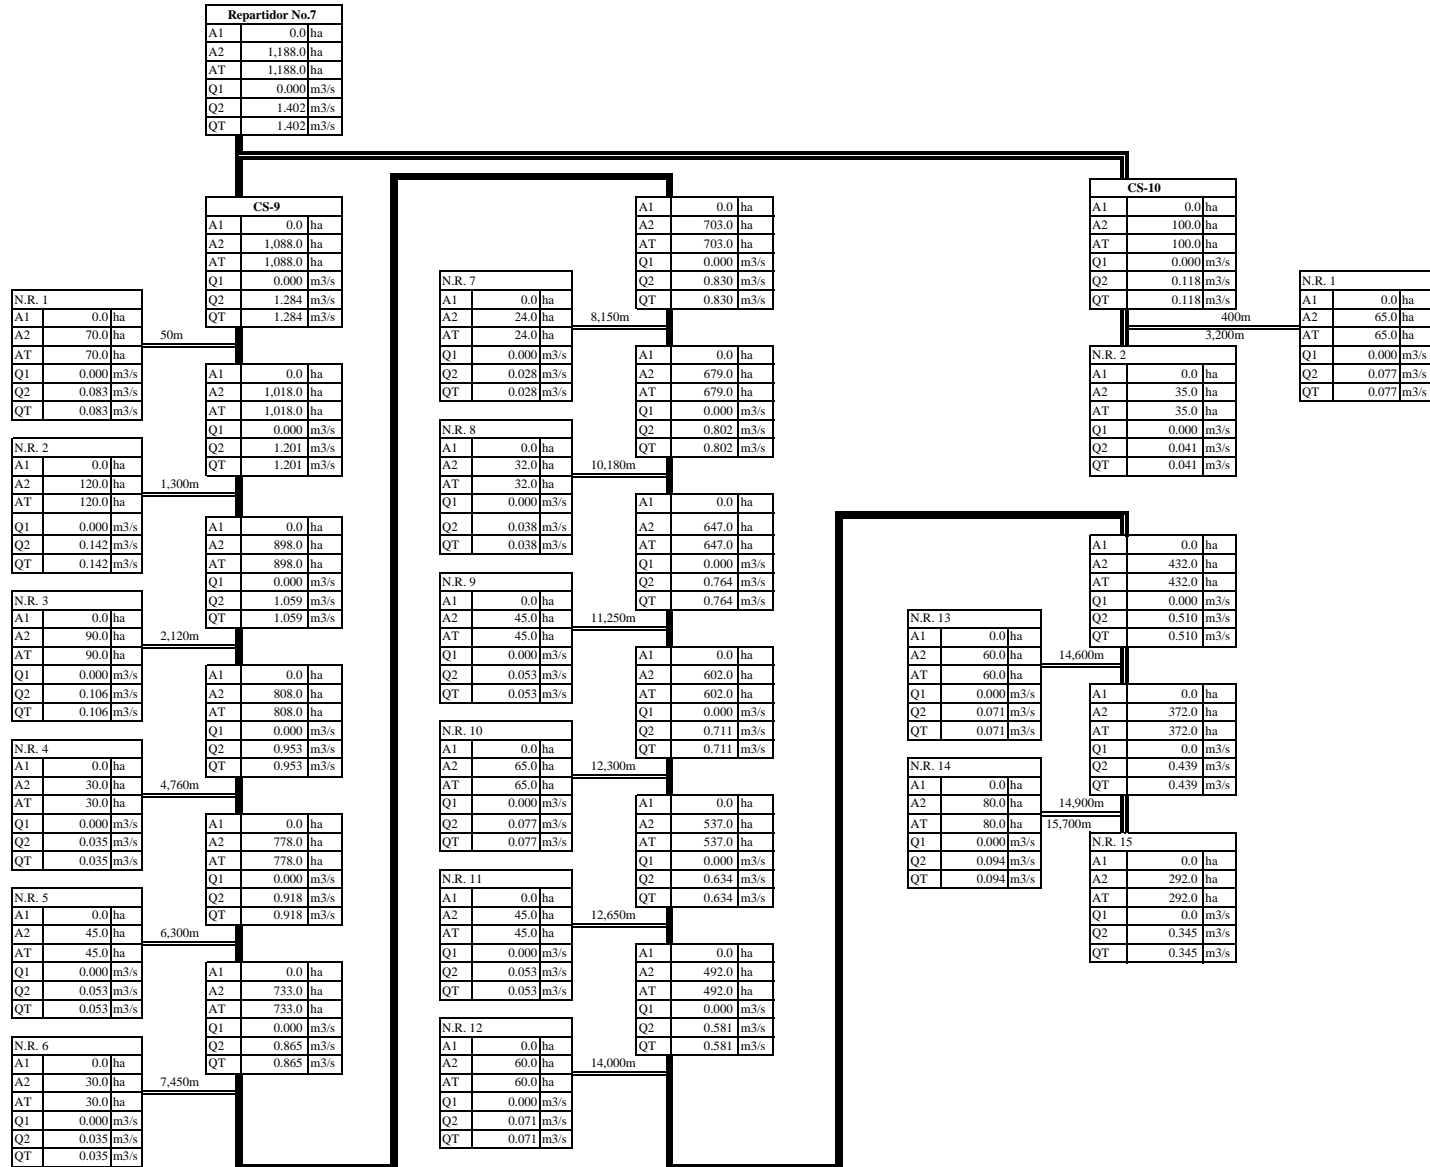 Repartidor No.7
A1 0.0 ha
A2 1,188.0 ha
AT 1,188.0 ha
Q1 0.000 m3/s
Q2 1.402 m3/s
QT 1.402 m3/s
CS-9
A1 0.0 ha
A2 1,088.0 ha
AT 1,088.0 ha
Q1 0.000 m3/s
Q2 1.284 m3/s
QT 1.284 m3/s
N.R. 1
A1 0.0 ha
A2 70.0 ha
AT 70.0 ha
Q1 0.000 m3/s
Q2 0.083 m3/s
QT 0.083 m3/s
50m
A1 0.0 ha
A2 1,018.0 ha
AT 1,018.0 ha
Q1 0.000 m3/s
Q2 1.201 m3/s
QT 1.201 m3/s
N.R. 2
A1 0.0 ha
A2 120.0 ha
AT 120.0 ha
Q1 0.000 m3/s
Q2 0.142 m3/s
QT 0.142 m3/s
1,300m
A1 0.0 ha
A2 898.0 ha
AT 898.0 ha
Q1 0.000 m3/s
Q2 1.059 m3/s
QT 1.059 m3/s
N.R. 3
A1 0.0 ha
A2 90.0 ha
AT 90.0 ha
Q1 0.000 m3/s
Q2 0.106 m3/s
QT 0.106 m3/s
2,120m
A1 0.0 ha
A2 808.0 ha
AT 808.0 ha
Q1 0.000 m3/s
Q2 0.953 m3/s
QT 0.953 m3/s
N.R. 4
A1 0.0 ha
A2 30.0 ha
AT 30.0 ha
Q1 0.000 m3/s
Q2 0.035 m3/s
QT 0.035 m3/s
4,760m
A1 0.0 ha
A2 778.0 ha
AT 778.0 ha
Q1 0.000 m3/s
Q2 0.918 m3/s
QT 0.918 m3/s
N.R. 5
A1 0.0 ha
A2 45.0 ha
AT 45.0 ha
Q1 0.000 m3/s
Q2 0.053 m3/s
QT 0.053 m3/s
6,300m
A1 0.0 ha
A2 733.0 ha
AT 733.0 ha
Q1 0.000 m3/s
Q2 0.865 m3/s
QT 0.865 m3/s
N.R. 6
A1 0.0 ha
A2 30.0 ha
AT 30.0 ha
Q1 0.000 m3/s
Q2 0.035 m3/s
QT 0.035 m3/s
7,450m
A1 0.0 ha
A2 703.0 ha
AT 703.0 ha
Q1 0.000 m3/s
Q2 0.830 m3/s
QT 0.830 m3/s
N.R. 7
A1 0.0 ha
A2 24.0 ha
AT 24.0 ha
Q1 0.000 m3/s
Q2 0.028 m3/s
QT 0.028 m3/s
8,150m
A1 0.0 ha
A2 679.0 ha
AT 679.0 ha
Q1 0.000 m3/s
Q2 0.802 m3/s
QT 0.802 m3/s
N.R. 8
A1 0.0 ha
A2 32.0 ha
AT 32.0 ha
Q1 0.000 m3/s
Q2 0.038 m3/s
QT 0.038 m3/s
10,180m
A1 0.0 ha
A2 647.0 ha
AT 647.0 ha
Q1 0.000 m3/s
Q2 0.764 m3/s
QT 0.764 m3/s
N.R. 9
A1 0.0 ha
A2 45.0 ha
AT 45.0 ha
Q1 0.000 m3/s
Q2 0.053 m3/s
QT 0.053 m3/s
11,250m
A1 0.0 ha
A2 602.0 ha
AT 602.0 ha
Q1 0.000 m3/s
Q2 0.711 m3/s
QT 0.711 m3/s
N.R. 10
A1 0.0 ha
A2 65.0 ha
AT 65.0 ha
Q1 0.000 m3/s
Q2 0.077 m3/s
QT 0.077 m3/s
12,300m
A1 0.0 ha
A2 537.0 ha
AT 537.0 ha
Q1 0.000 m3/s
Q2 0.634 m3/s
QT 0.634 m3/s
N.R. 11
A1 0.0 ha
A2 45.0 ha
AT 45.0 ha
Q1 0.000 m3/s
Q2 0.053 m3/s
QT 0.053 m3/s
12,650m
A1 0.0 ha
A2 492.0 ha
AT 492.0 ha
Q1 0.000 m3/s
Q2 0.581 m3/s
QT 0.581 m3/s
N.R. 12
A1 0.0 ha
A2 60.0 ha
AT 60.0 ha
Q1 0.000 m3/s
Q2 0.071 m3/s
QT 0.071 m3/s
14,000m
CS-10
A1 0.0 ha
A2 100.0 ha
AT 100.0 ha
Q1 0.000 m3/s
Q2 0.118 m3/s
QT 0.118 m3/s
400m
3,200m
N.R. 1
A1 0.0 ha
A2 65.0 ha
AT 65.0 ha
Q1 0.000 m3/s
Q2 0.077 m3/s
QT 0.077 m3/s
N.R. 2
A1 0.0 ha
A2 35.0 ha
AT 35.0 ha
Q1 0.000 m3/s
Q2 0.041 m3/s
QT 0.041 m3/s
A1 0.0 ha
A2 432.0 ha
AT 432.0 ha
Q1 0.000 m3/s
Q2 0.510 m3/s
QT 0.510 m3/s
N.R. 13
A1 0.0 ha
A2 60.0 ha
AT 60.0 ha
Q1 0.000 m3/s
Q2 0.071 m3/s
QT 0.071 m3/s
14,600m
A1 0.0 ha
A2 372.0 ha
AT 372.0 ha
Q1 0.0 m3/s
Q2 0.439 m3/s
QT 0.439 m3/s
N.R. 14
A1 0.0 ha
A2 80.0 ha
AT 80.0 ha
Q1 0.000 m3/s
Q2 0.094 m3/s
QT 0.094 m3/s
14,900m
15,700m
N.R. 15
A1 0.0 ha
A2 292.0 ha
AT 292.0 ha
Q1 0.0 m3/s
Q2 0.345 m3/s
QT 0.345 m3/s